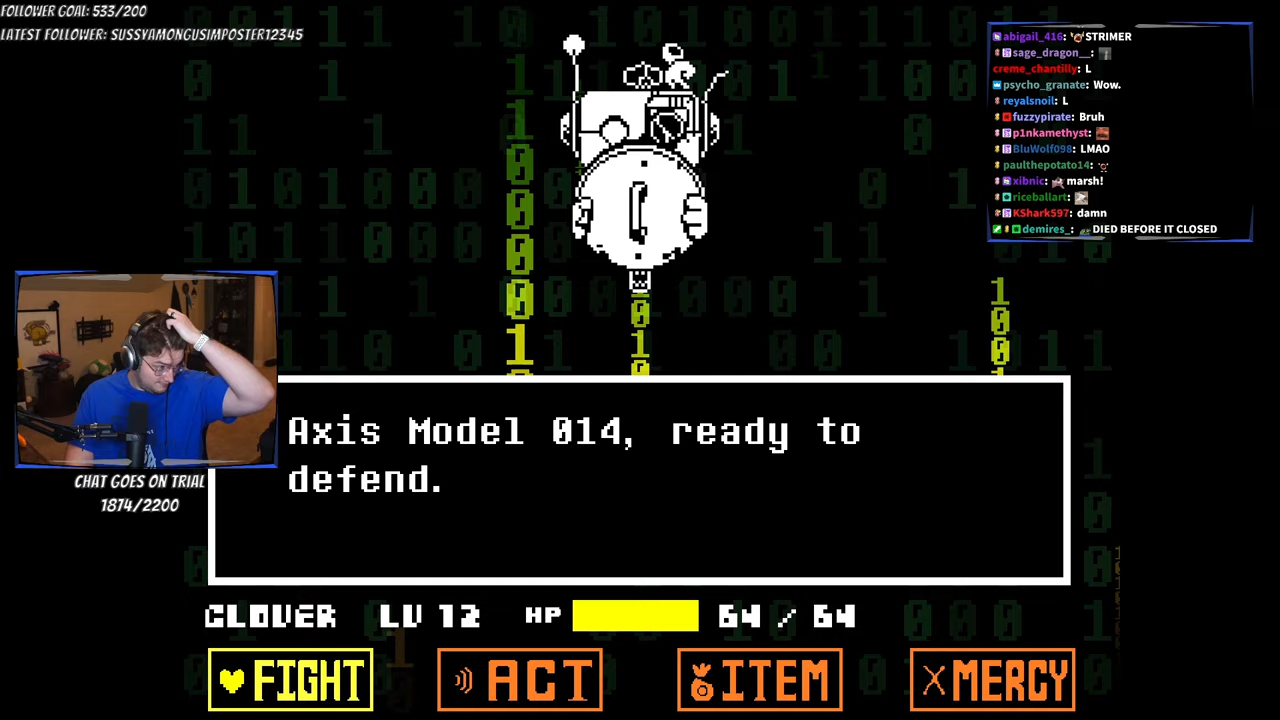 FOLLOWER GOAL: 533/200
LATEST FOLLOWER: SUSSYAMONGUSIMPOSTER12345
abigail_416: STRIMER
sage_dragon__:
creme_chantilly: L
psycho_granate: Wow.
reyalsnoil: L
fuzzypirate: Bruh
p1nkamethyst:
BluWolf098: LMAO
paulthepotato14:
xibnic: marsh!
riceballart:
KShark597: damn
demires_: DIED BEFORE IT CLOSED
Axis Model 014, ready to
defend.
CHAT GOES ON TRIAL
1874/2200
CLOVER LV 12 HP 64 / 64
FIGHT ACT ITEM MERCY